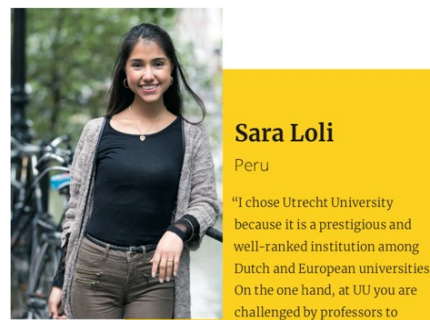 Sara Loli
Peru
“I chose Utrecht University
because it is a prestigious and
well-ranked institution among
Dutch and European universities
On the one hand, at UU you are
challenged by professors to